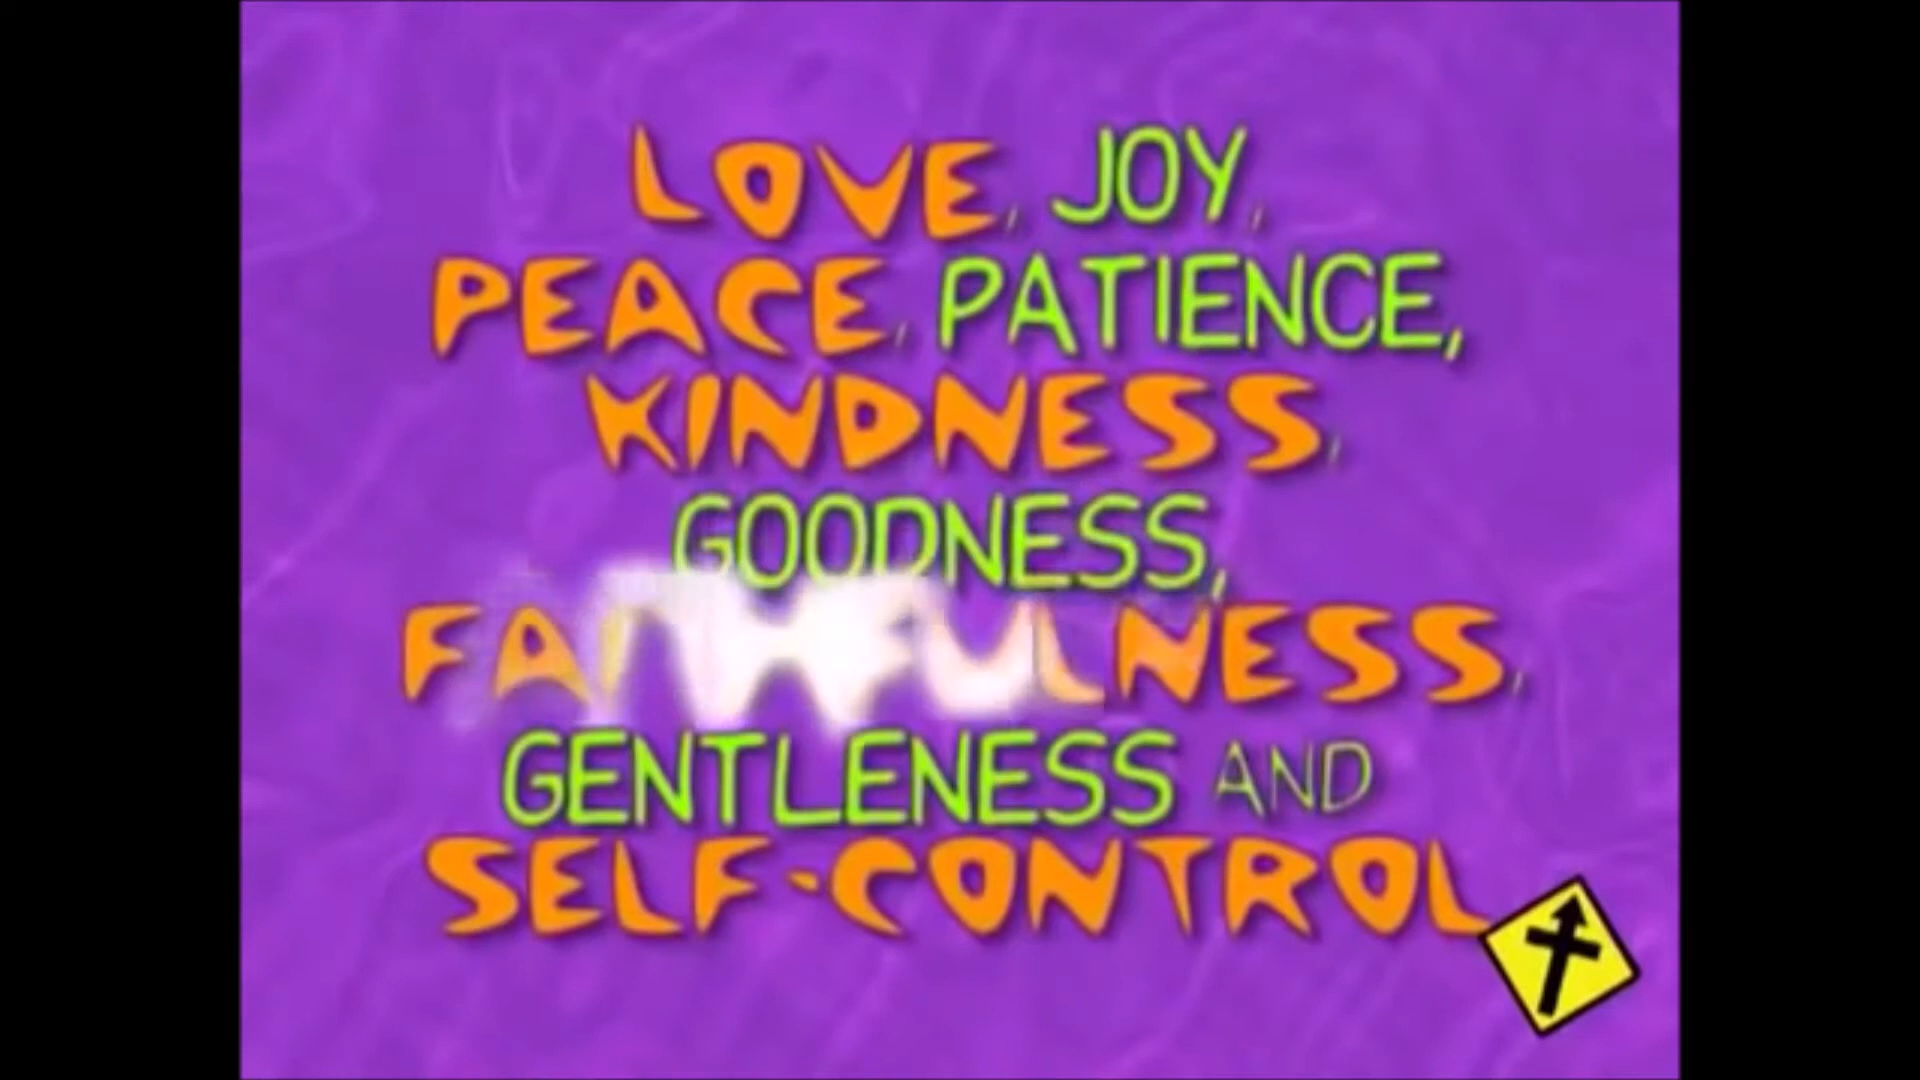 LOVE, JOY,
PEACE, PATIENCE,
KINDNESS,
GOODNESS,
FAITHFULNESS,
GENTLENESS AND
SELF-CONTROL